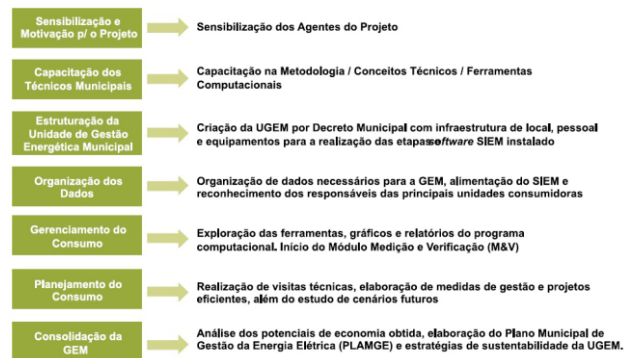 Sensibilização e
Motivação p/ o Projeto
Sensibilização dos Agentes do Projeto
Capacitação dos
Técnicos Municipais
Capacitação na Metodologia / Conceitos Técnicos / Ferramentas
Computacionais
Estruturação da
Unidade de Gestão
Energética Municipal
Criação da UGEM por Decreto Municipal com infraestrutura de local, pessoal
e equipamentos para a realização das etapas software SIEM instalado
Organização dos
Dados
Organização de dados necessários para a GEM, alimentação do SIEM e
reconhecimento dos responsáveis das principais unidades consumidoras
Gerenciamento do
Consumo
Exploração das ferramentas, gráficos e relatórios do programa
computacional. Início do Módulo Medição e Verificação (M&V)
Planejamento do
Consumo
Realização de visitas técnicas, elaboração de medidas de gestão e projetos
eficientes, além do estudo de cenários futuros
Consolidação da
GEM
Análise dos potenciais de economia obtida, elaboração do Plano Municipal de
Gestão da Energia Elétrica (PLAMGE) e estratégias de sustentabilidade da UGEM.